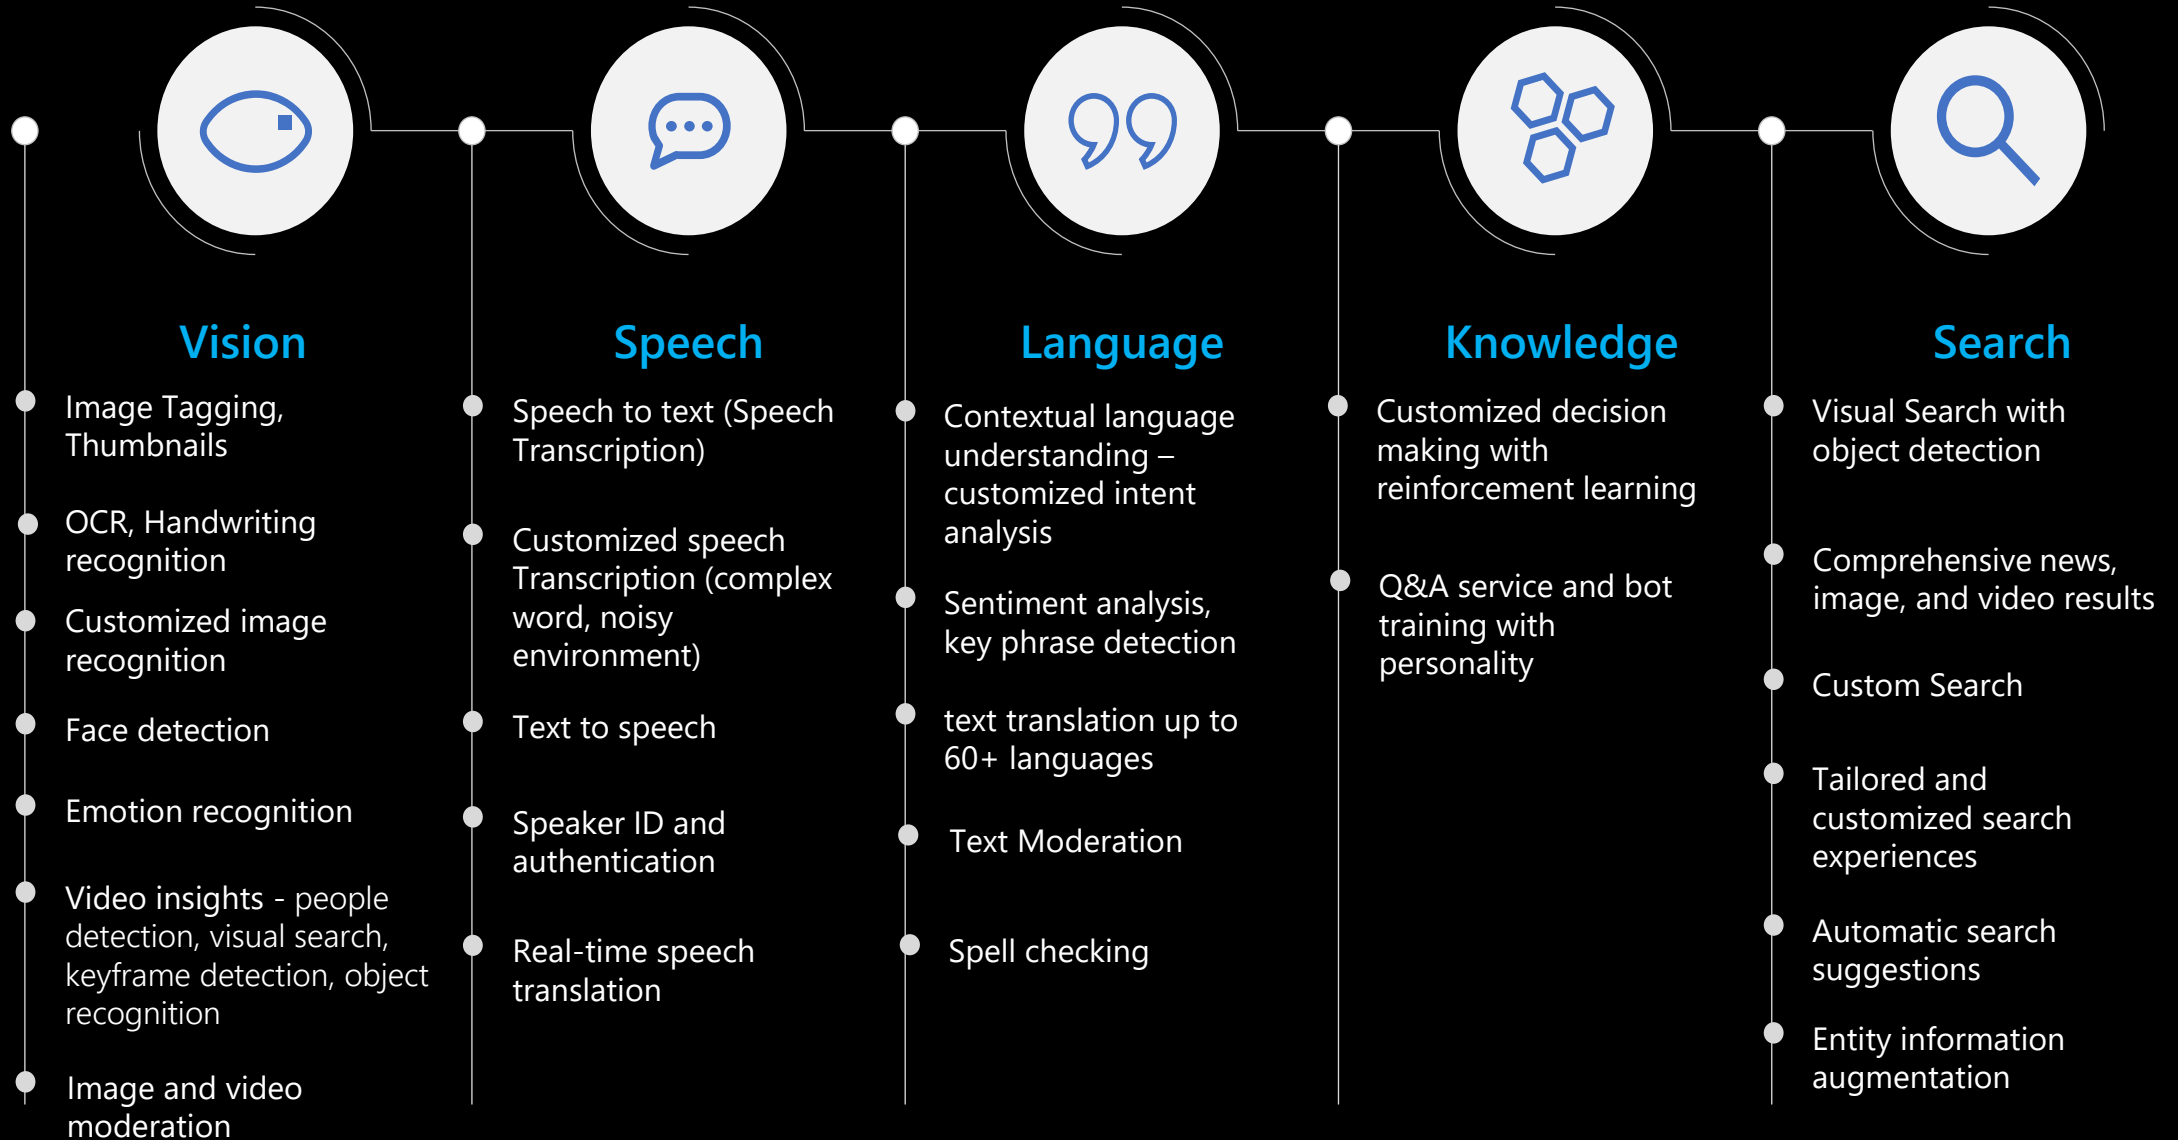 Vision
Image Tagging,
Thumbnails
OCR, Handwriting
recognition
Customized image
recognition
Face detection
Emotion recognition
Video insights - people
detection, visual search,
keyframe detection, object
recognition
Image and video
moderation
Speech
Speech to text (Speech
Transcription)
Customized speech
Transcription (complex
word, noisy
environment)
Text to speech
Speaker ID and
authentication
Real-time speech
translation
Language
Contextual language
understanding –
customized intent
analysis
Sentiment analysis,
key phrase detection
text translation up to
60+ languages
Text Moderation
Spell checking
Knowledge
Customized decision
making with
reinforcement learning
Q&A service and bot
training with
personality
Search
Visual Search with
object detection
Comprehensive news,
image, and video results
Custom Search
Tailored and
customized search
experiences
Automatic search
suggestions
Entity information
augmentation